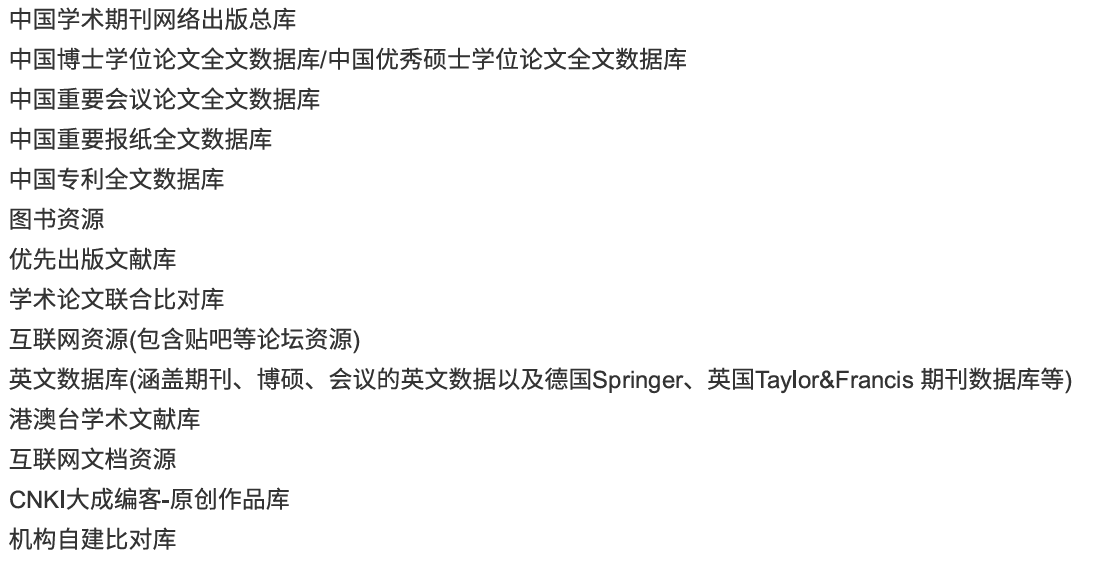 中国学术期刊网络出版总库
中国博士学位论文全文数据库/中国优秀硕士学位论文全文数据库
中国重要会议论文全文数据库
中国重要报纸全文数据库
中国专利全文数据库
图书资源
优先出版文献库
学术论文联合比对库
互联网资源(包含贴吧等论坛资源)
英文数据库(涵盖期刊、博硕、会议的英文数据以及德国Springer、英国Taylor&Francis 期刊数据库等)
港澳台学术文献库
互联网文档资源
CNKI大成编客-原创作品库
机构自建比对库